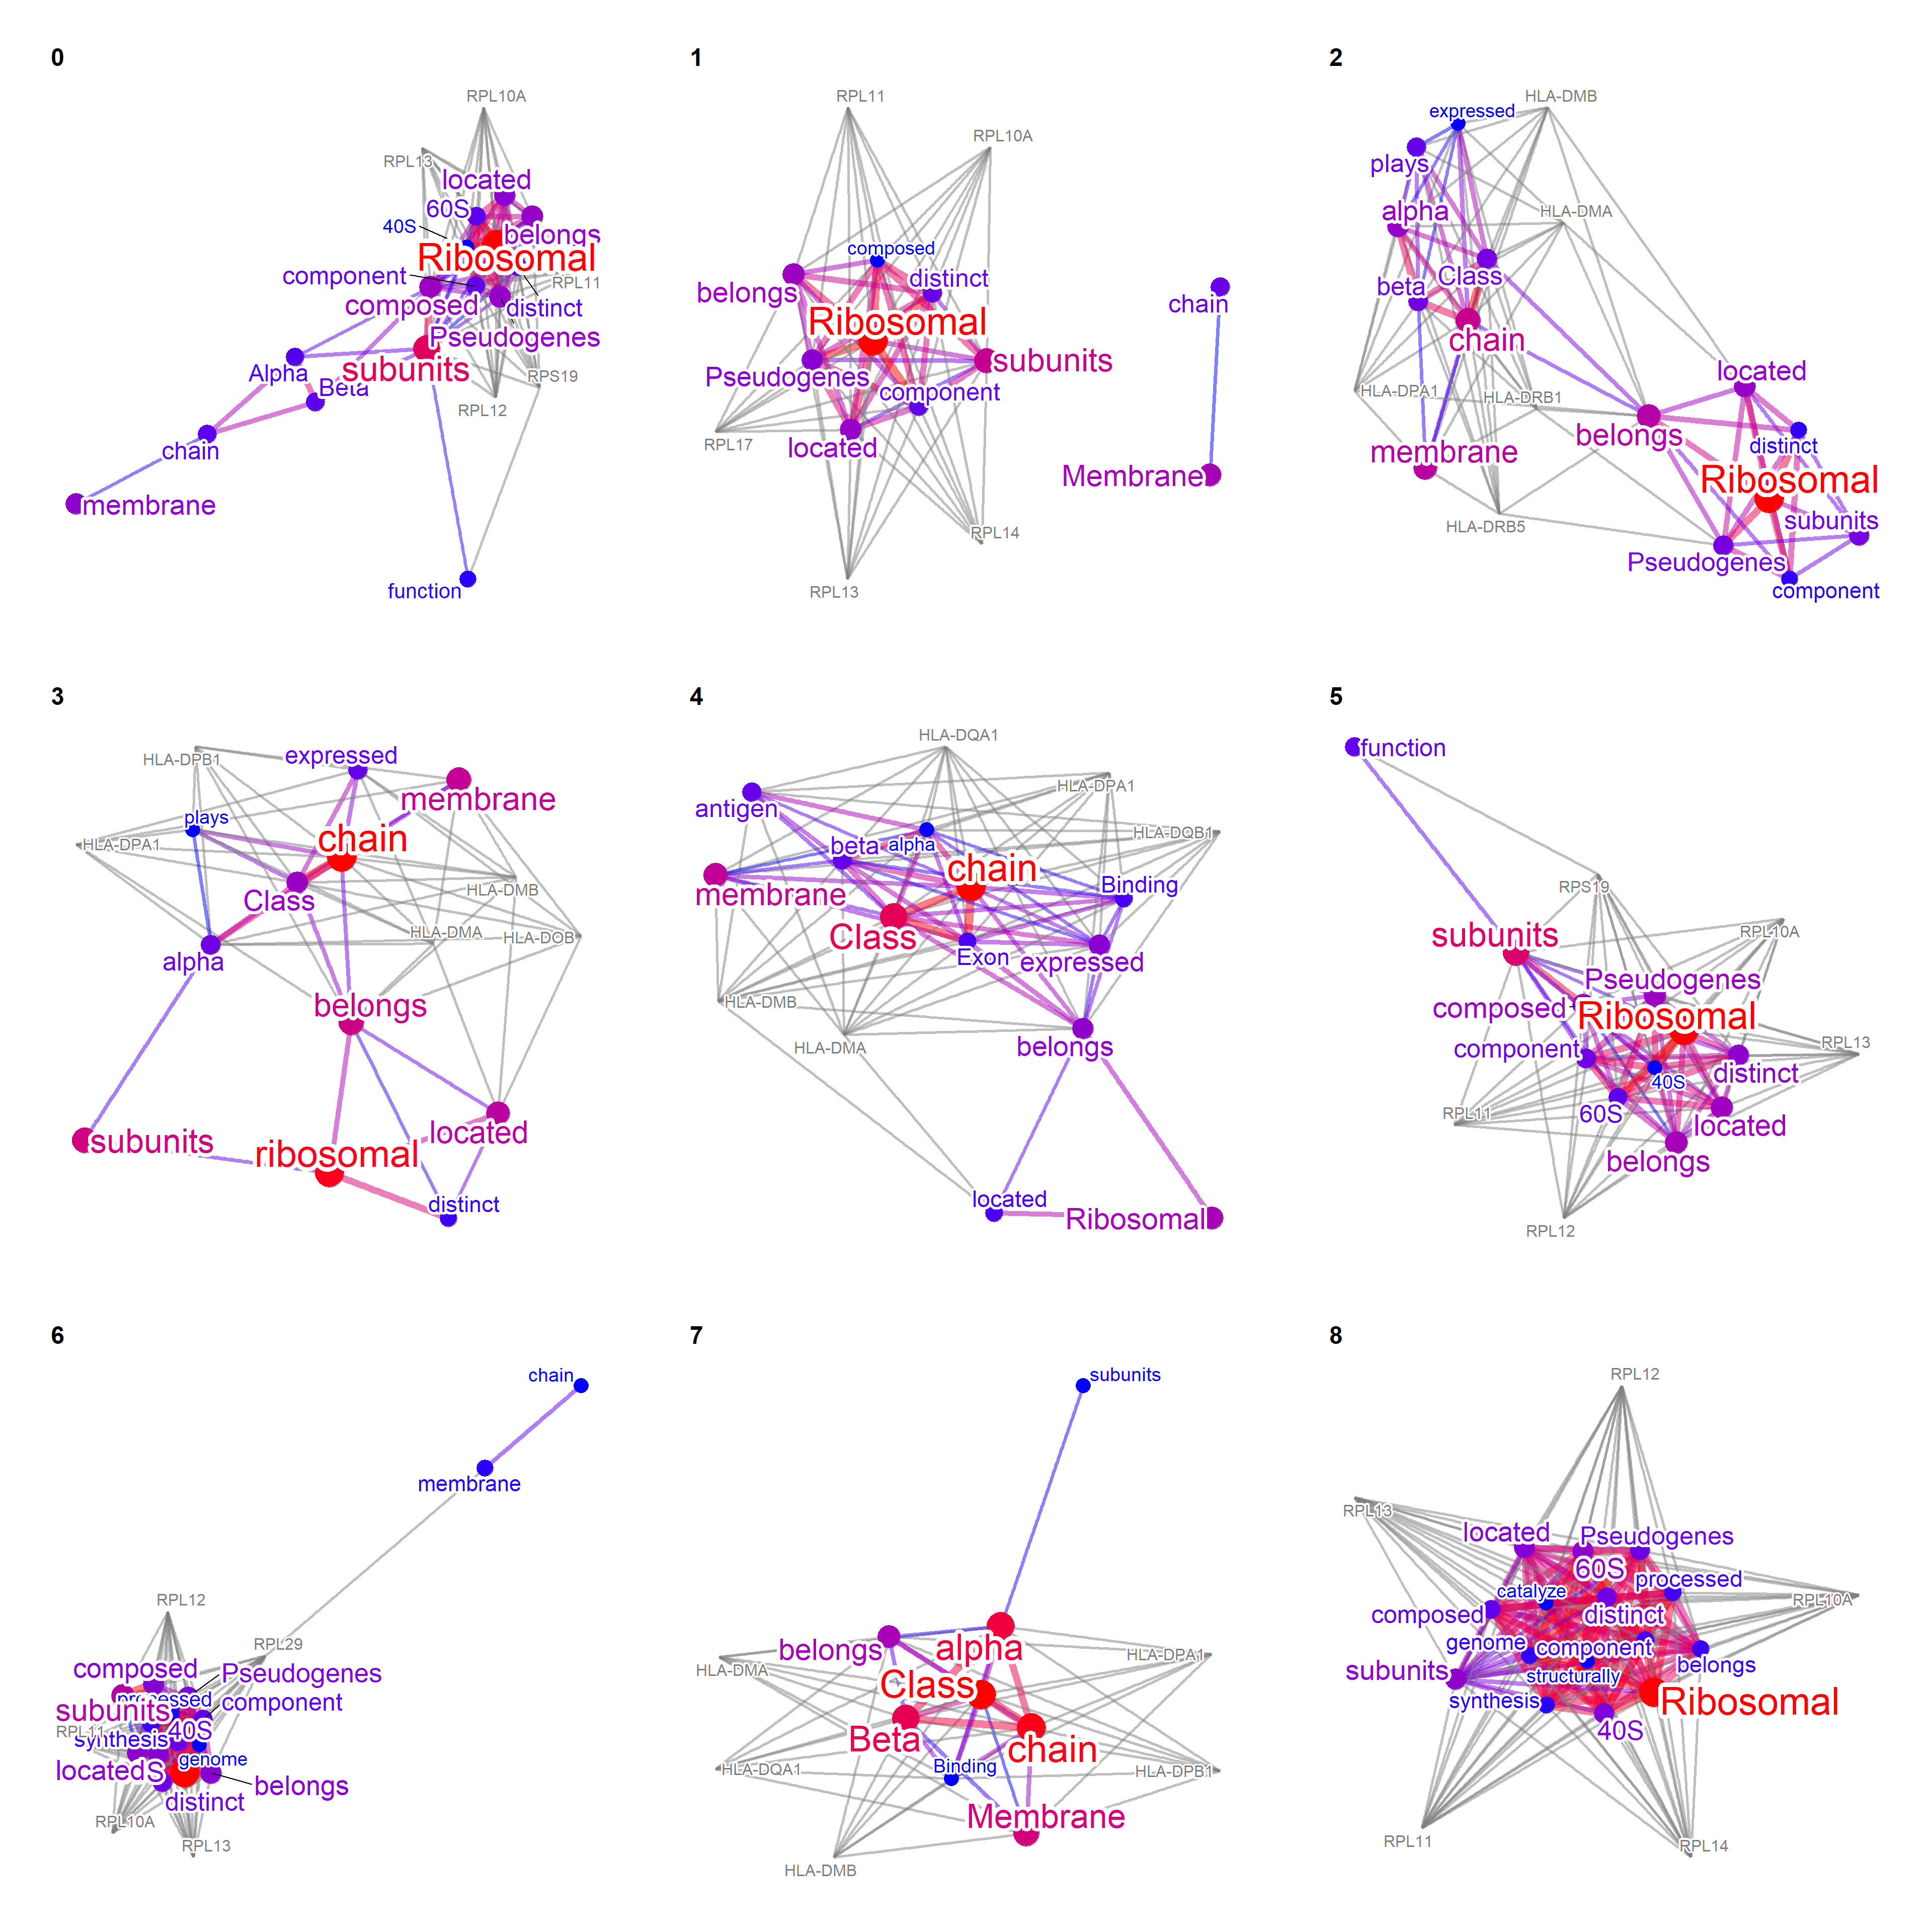 0
RPL10A
RPL13
located
60S
40S
belongs
Ribosomal
component
RPL11
composed
distinct
Pseudogenes
subunits
Alpha
Beta
RPS19
RPL12
chain
membrane
function
1
RPL11
RPL10A
composed
distinct
belongs
chain
Ribosomal
subunits
Pseudogenes
component
RPL17
located
Membrane
RPL14
RPL13
2
HLA-DMB
expressed
plays
alpha
HLA-DMA
Class
beta
chain
located
HLA-DPA1
HLA-DRB1
belongs
distinct
membrane
Ribosomal
HLA-DRB5
subunits
Pseudogenes
component
3
HLA-DPB1
expressed
membrane
plays
chain
HLA-DPA1
HLA-DMB
Class
HLA-DMA
HLA-DOB
alpha
belongs
located
subunits
ribosomal
distinct
4
HLA-DQA1
HLA-DPA1
antigen
HLA-DQB1
beta
alpha
chain
Binding
membrane
Class
Exon
expressed
HLA-DMB
HLA-DMA
belongs
located
Ribosomal
5
function
RPS19
RPL10A
subunits
Pseudogenes
composed
Ribosomal
RPL13
component
40S
distinct
60S
RPL11
located
belongs
RPL12
6
chain
membrane
RPL12
RPL29
composed
Pseudogenes
processed
component
subunits
RPL11
40S
synthesis
genome
located
S
belongs
distinct
RPL10A
RPL13
7
subunits
belongs
alpha
HLA-DPA1
HLA-DMA
Class
Beta
chain
Binding
HLA-DQA1
HLA-DPB1
Membrane
HLA-DMB
8
RPL12
RPL13
located
Pseudogenes
60S
processed
catalyze
RPL10A
composed
distinct
genome
component
belongs
subunits
structurally
synthesis
Ribosomal
40S
RPL11
RPL14